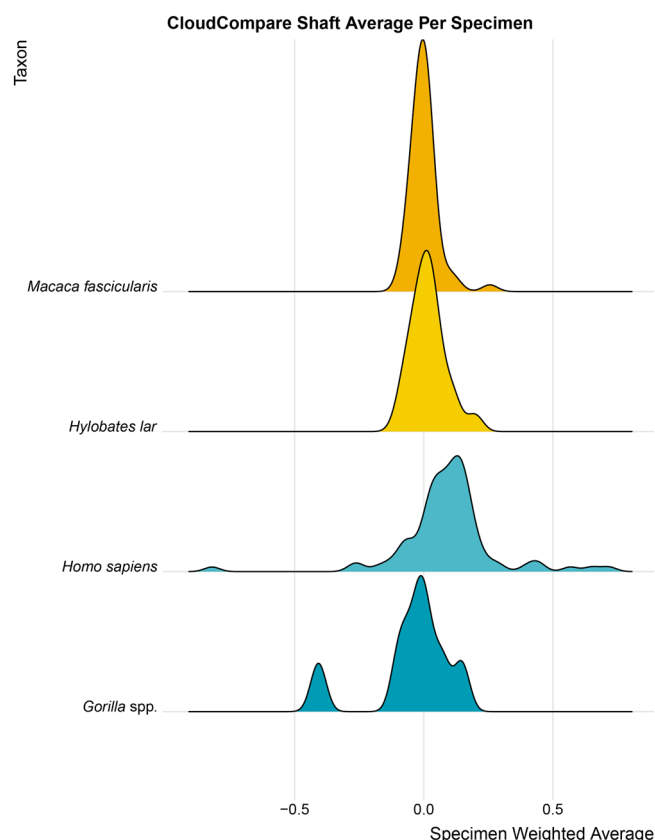 CloudCompare Shaft Average Per Specimen
Taxon
Macaca fascicularis
Hylobates lar
Homo sapiens
Gorilla spp.
−0.5 0.0 0.5
Specimen Weighted Average